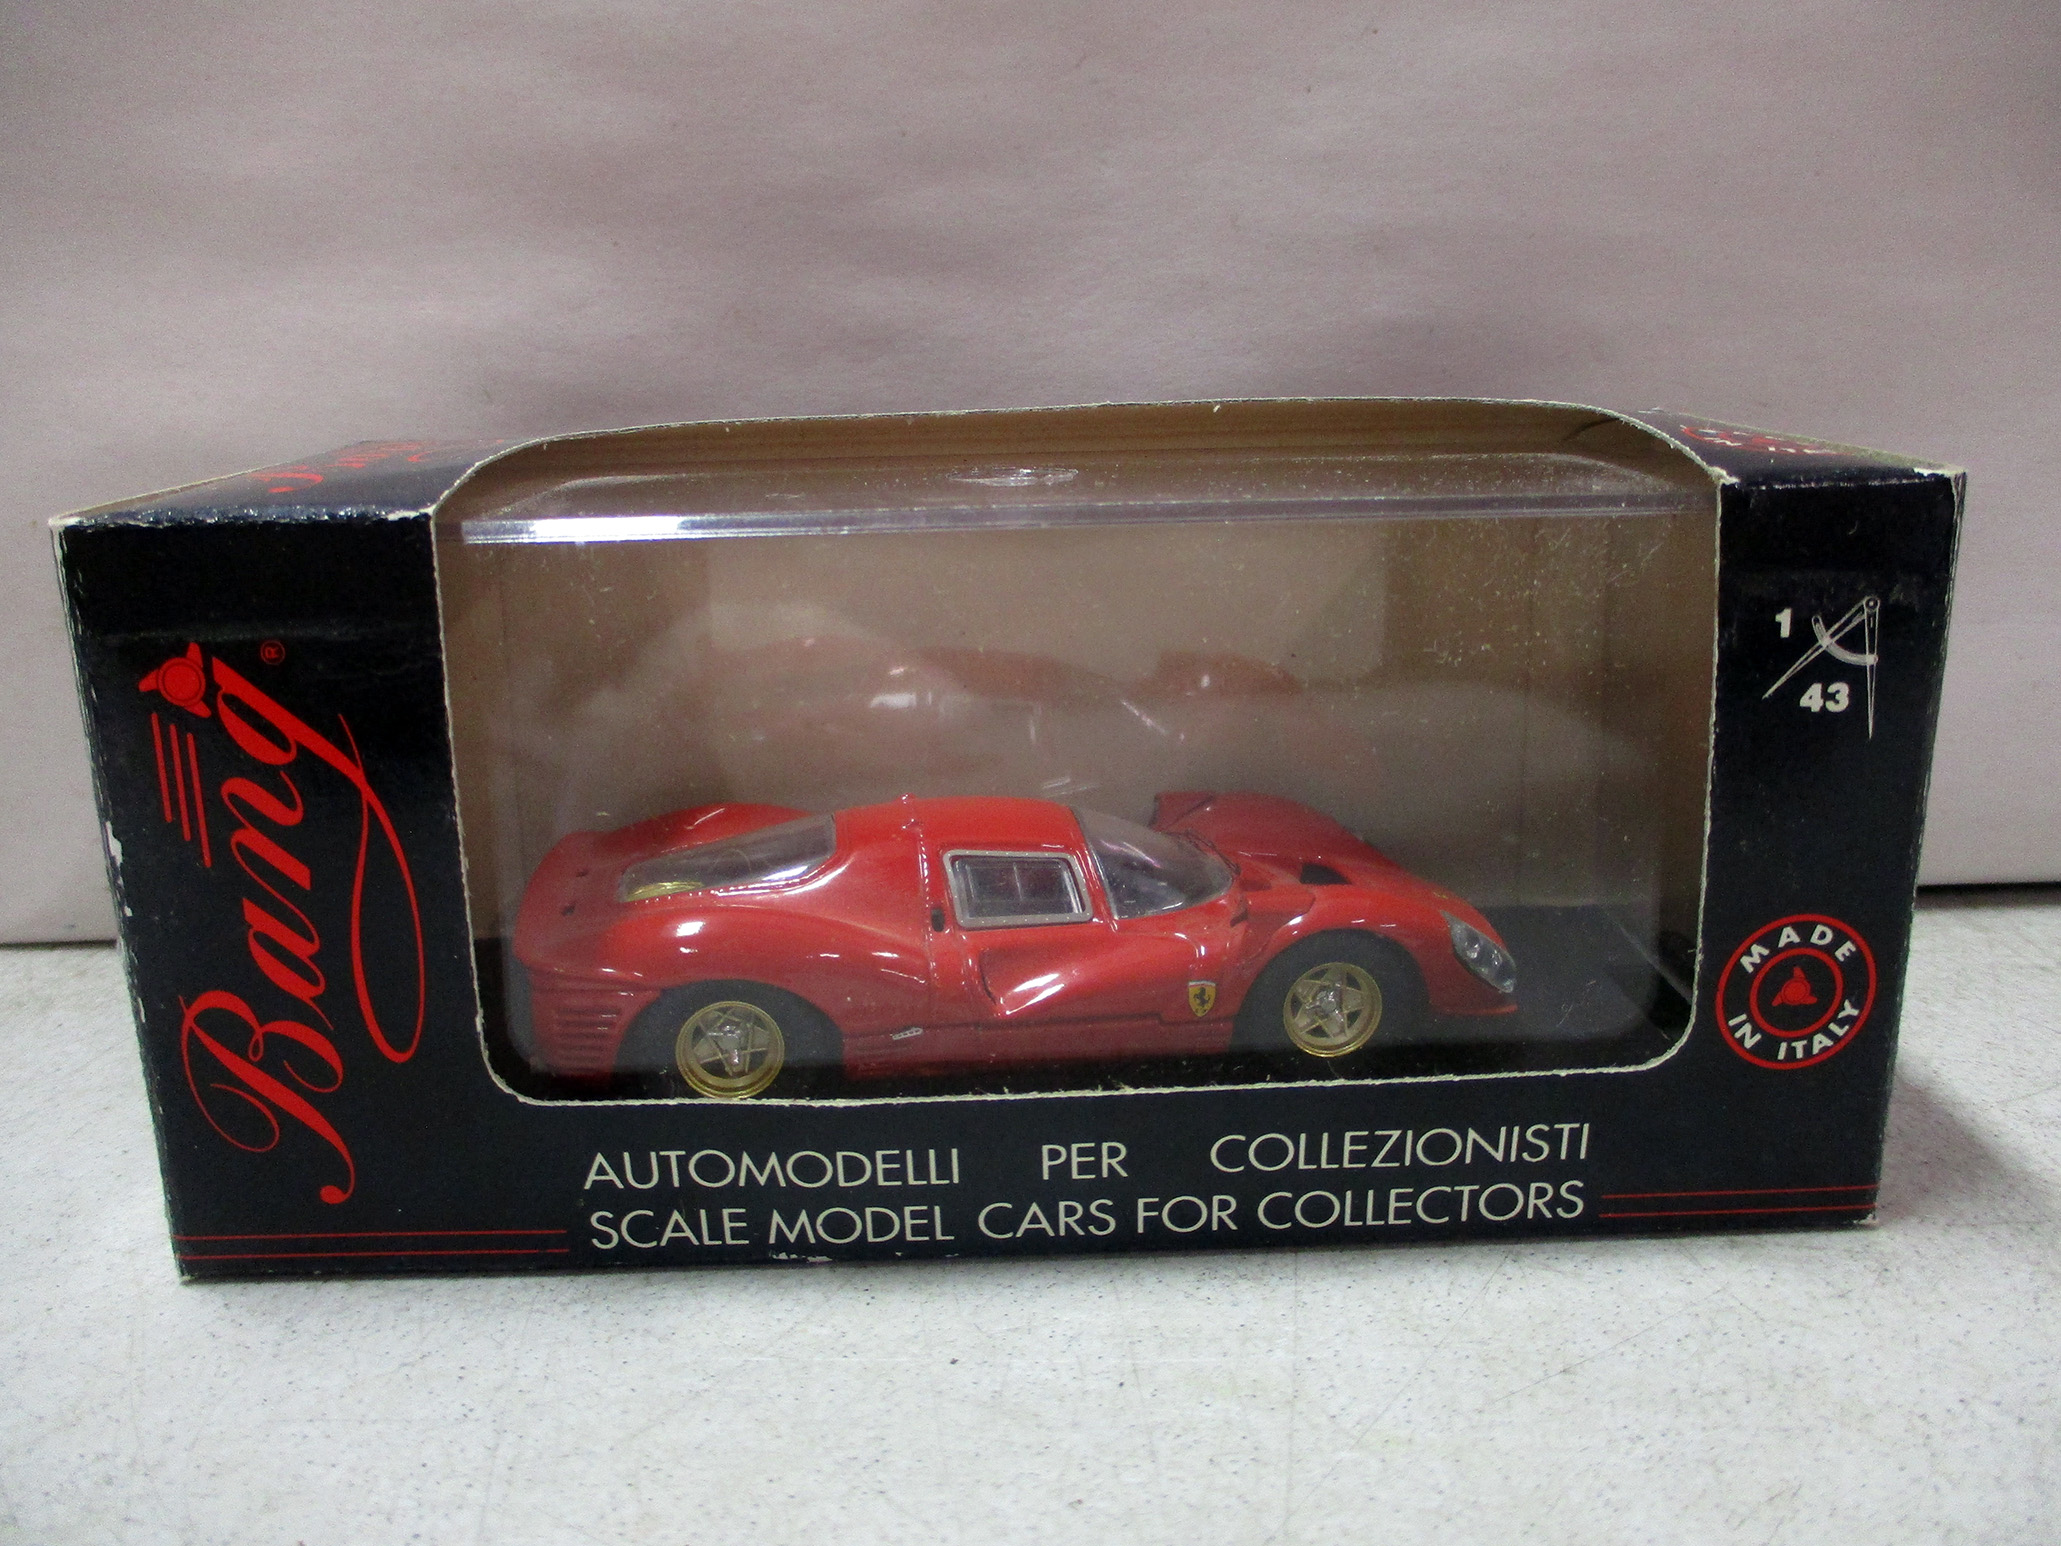 Bang®
1
43
MADE IN ITALY
AUTOMODELLI PER COLLEZIONISTI
SCALE MODEL CARS FOR COLLECTORS